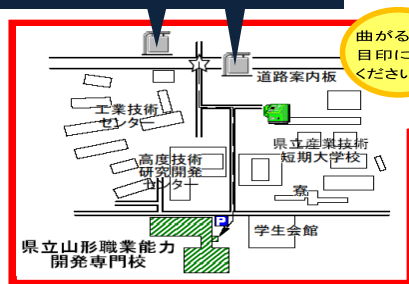 曲がる
目印に
ください
道路案内板
工業技術
センター
県立産業技術
短期大学校
高度技術
研究開発
センター
寮
P
学生会館
県立山形職業能力
開発専門校